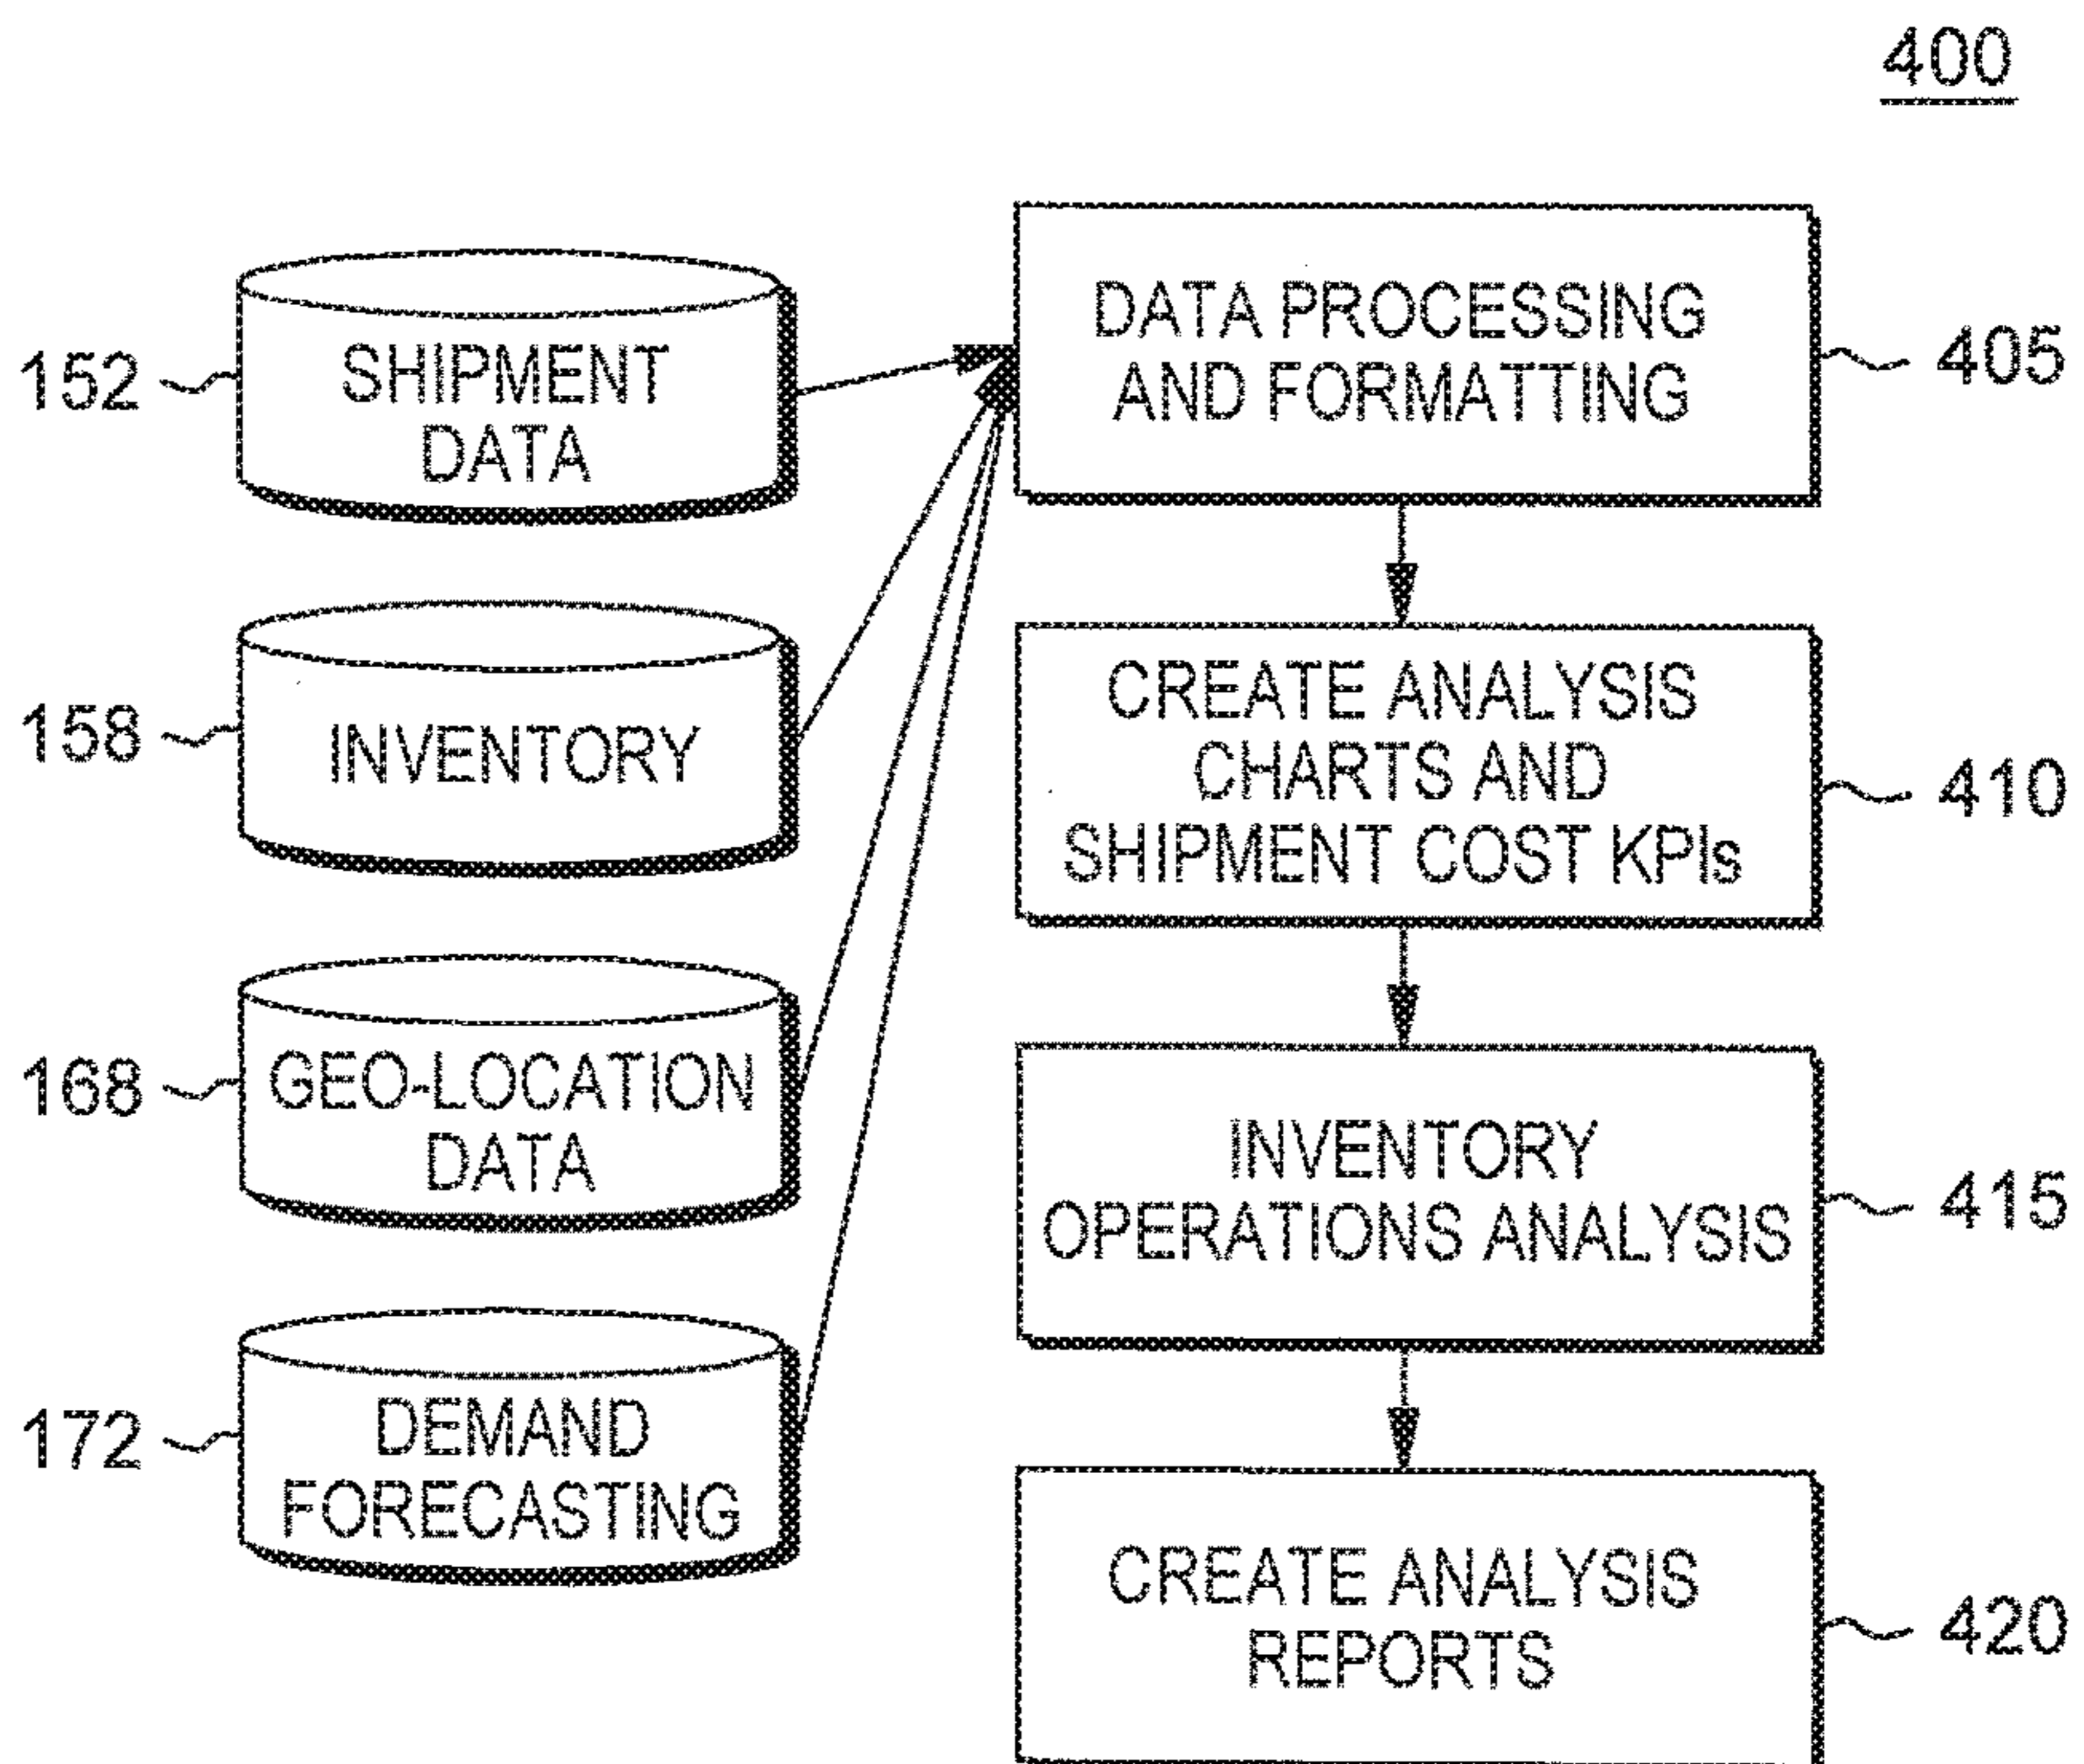 400
152
SHIPMENT
DATA
158
INVENTORY
168
GEO-LOCATION
DATA
172
DEMAND
FORECASTING
DATA PROCESSING
AND FORMATTING
405
CREATE ANALYSIS
CHARTS AND
SHIPMENT COST KPIs
410
INVENTORY
OPERATIONS ANALYSIS
415
CREATE ANALYSIS
REPORTS
420